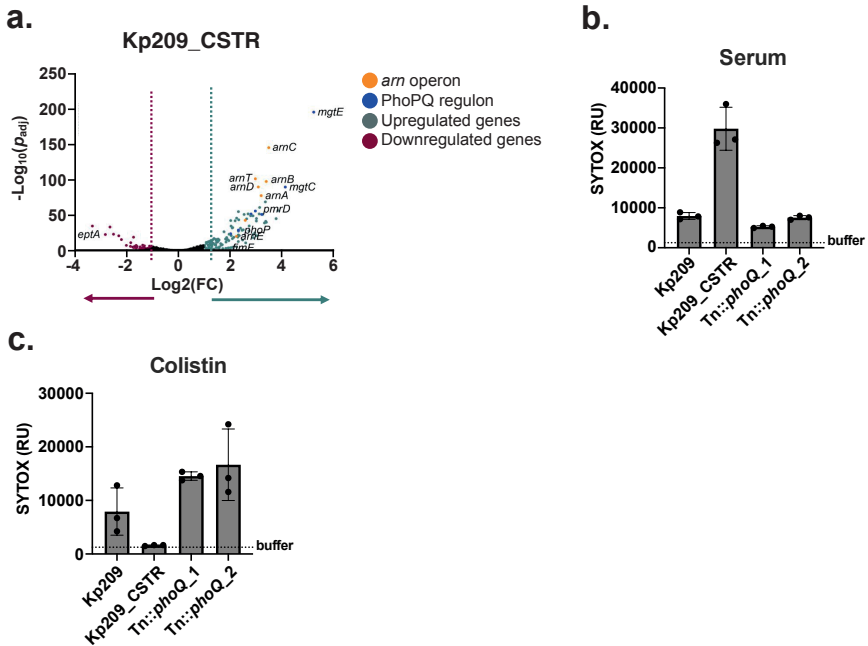 a.
Kp209_CSTR
-Log10(padj)
250
200
150
100
50
0
-4
-2
0
2
4
6
Log2(FC)
mgtE
arnC
arnT
arnB
arnD
mgtC
arnA
pmrD
phoP
arnE
eptA
arn operon
PhoPQ regulon
Upregulated genes
Downregulated genes
b.
Serum
SYTOX (RU)
40000
30000
20000
10000
0
buffer
Kp209
Kp209_CSTR
Tn::phoQ_1
Tn::phoQ_2
c.
Colistin
SYTOX (RU)
30000
20000
10000
0
buffer
Kp209
Kp209_CSTR
Tn::phoQ_1
Tn::phoQ_2